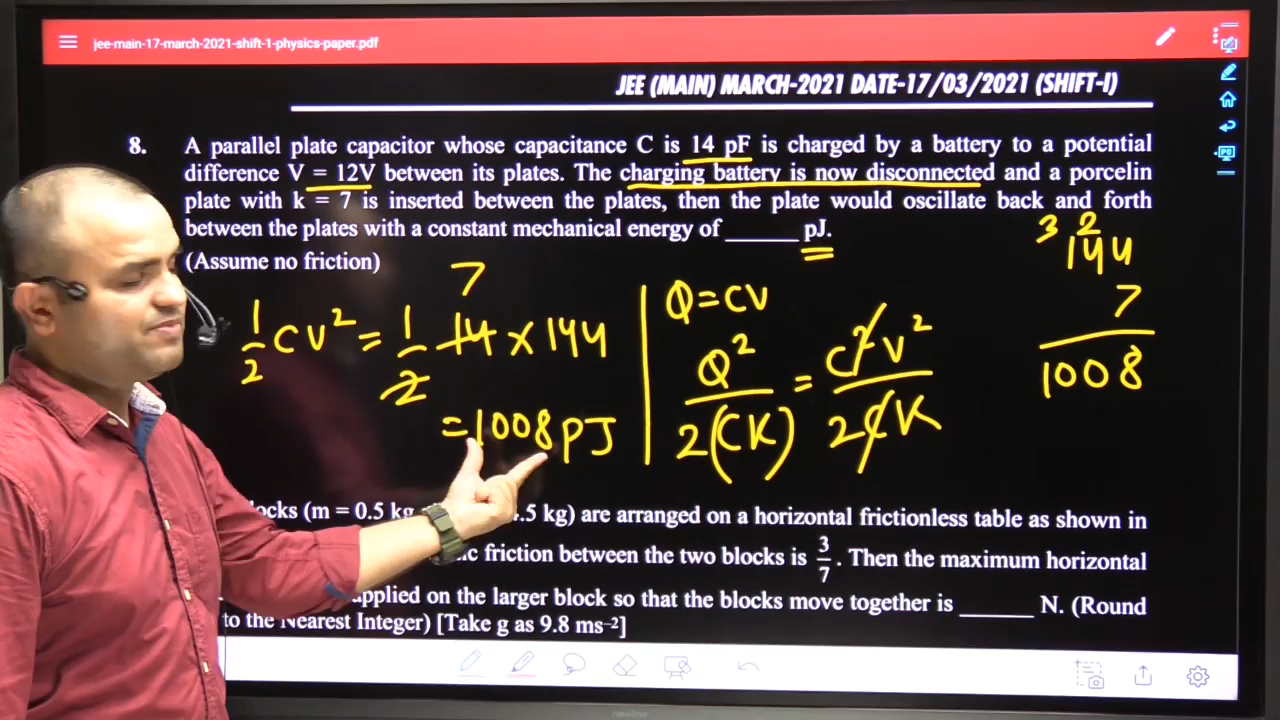 jee-main-17-march-2021-shift-1-physics-paper.pdf
JEE (MAIN) MARCH-2021 DATE-17/03/2021 (SHIFT-I)
8. A parallel plate capacitor whose capacitance C is 14 pF is charged by a battery to a potential
difference V = 12V between its plates. The charging battery is now disconnected and a porcelin
plate with k = 7 is inserted between the plates, then the plate would oscillate back and forth
between the plates with a constant mechanical energy of ______ pJ.
(Assume no friction)
1/2 CV² = 1/2 14 × 144
7
= 1008 PJ
Q = CV
Q²/2(CK) = C²V²/2CK
3 2
144
7
1008
locks (m = 0.5 kg 4.5 kg) are arranged on a horizontal frictionless table as shown in
ic friction between the two blocks is 3/7. Then the maximum horizontal
applied on the larger block so that the blocks move together is ______ N. (Round
to the Nearest Integer) [Take g as 9.8 ms⁻²]
newline